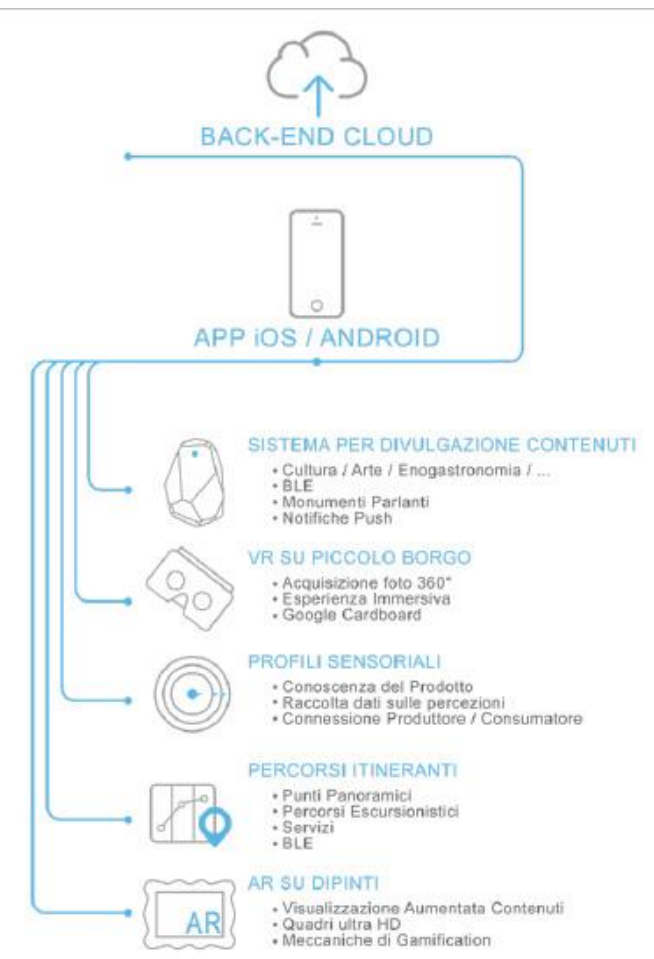 BACK-END CLOUD
APP iOS / ANDROID
SISTEMA PER DIVULGAZIONE CONTENUTI
• Cultura / Arte / Enogastronomia / ...
• BLE
• Monumenti Parlanti
• Notifiche Push
VR SU PICCOLO BORGO
• Acquisizione foto 360°
• Esperienza Immersiva
• Google Cardboard
PROFILI SENSORIALI
• Conoscenza del Prodotto
• Raccolta dati sulle percezioni
• Connessione Produttore / Consumatore
PERCORSI ITINERANTI
• Punti Panoramici
• Percorsi Escursionistici
• Servizi
• BLE
AR SU DIPINTI
AR
• Visualizzazione Aumentata Contenuti
• Quadri ultra HD
• Meccaniche di Gamification